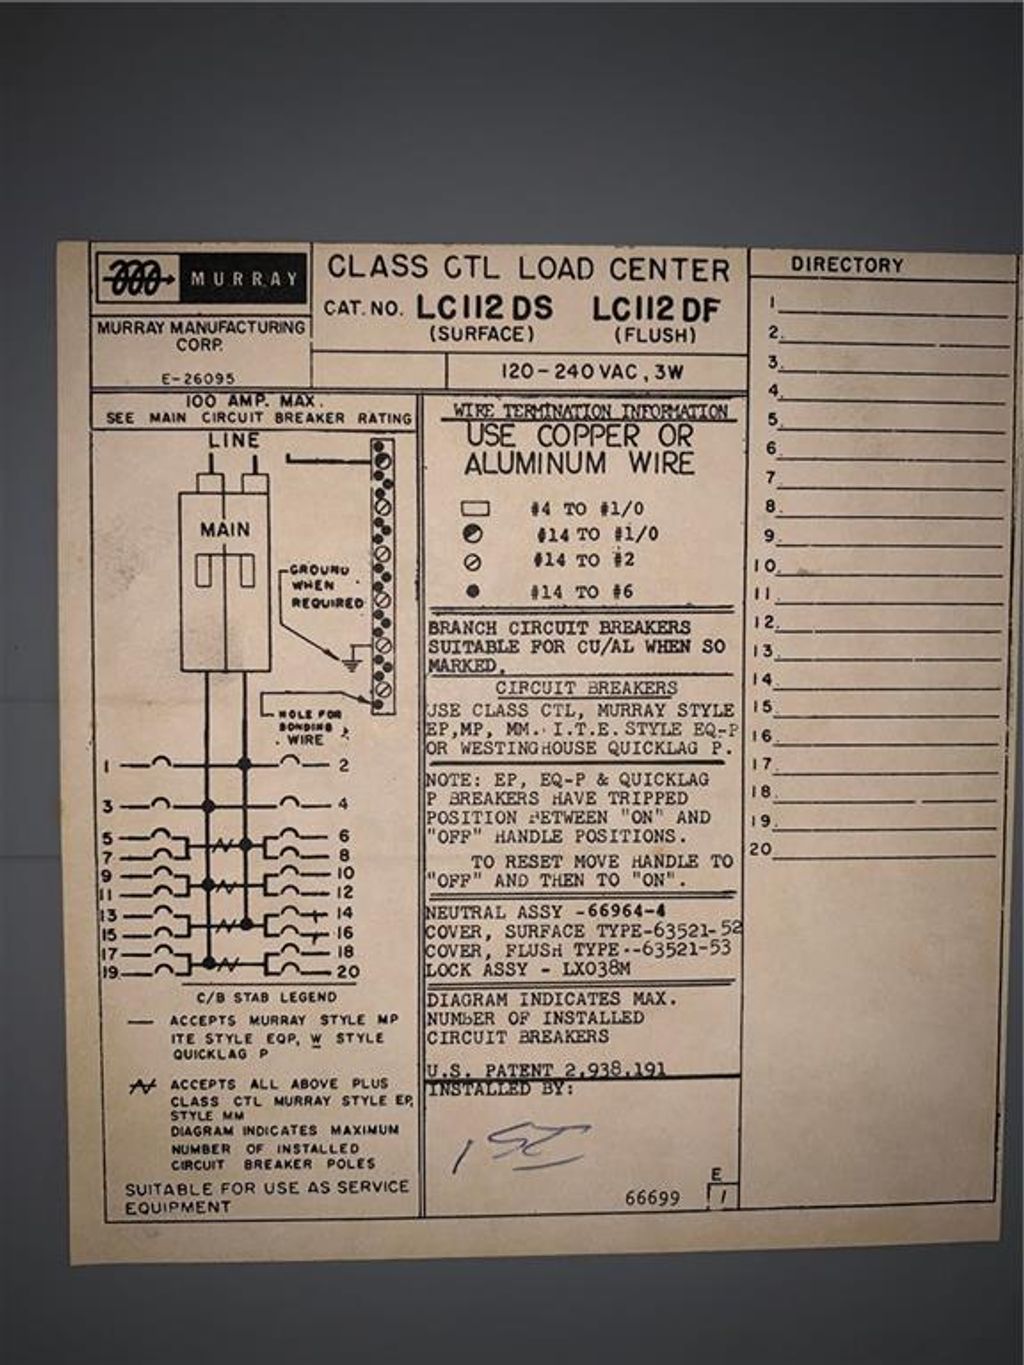 MURRAY
MURRAY MANUFACTURING
CORP.
E-26095
CLASS CTL LOAD CENTER
CAT. NO. LC112DS LC112DF
(SURFACE) (FLUSH)
120-240 VAC, 3W
100 AMP. MAX.
SEE MAIN CIRCUIT BREAKER RATING
LINE
MAIN
GROUND
WHEN
REQUIRED
HOLE FOR
BONDING
WIRE
1 2
3 4
5 6
7 8
9 10
11 12
13 14
15 16
17 18
19 20
C/B STAB LEGEND
ACCEPTS MURRAY STYLE MP
ITE STYLE EQP, W STYLE
QUICKLAG P
ACCEPTS ALL ABOVE PLUS
CLASS CTL MURRAY STYLE EP,
STYLE MM
DIAGRAM INDICATES MAXIMUM
NUMBER OF INSTALLED
CIRCUIT BREAKER POLES
SUITABLE FOR USE AS SERVICE
EQUIPMENT
WIRE TERMINATION INFORMATION
USE COPPER OR
ALUMINUM WIRE
#4 TO #1/0
#14 TO #1/0
#14 TO #2
#14 TO #6
BRANCH CIRCUIT BREAKERS
SUITABLE FOR CU/AL WHEN SO
MARKED.
CIRCUIT BREAKERS
USE CLASS CTL, MURRAY STYLE
EP,MP, MM. I.T.E. STYLE EQ-P
OR WESTINGHOUSE QUICKLAG P.
NOTE: EP, EQ-P & QUICKLAG
P BREAKERS HAVE TRIPPED
POSITION BETWEEN "ON" AND
"OFF" HANDLE POSITIONS.
TO RESET MOVE HANDLE TO
"OFF" AND THEN TO "ON".
NEUTRAL ASSY -66964-4
COVER, SURFACE TYPE-63521-52
COVER, FLUSH TYPE--63521-53
LOCK ASSY - LX038M
DIAGRAM INDICATES MAX.
NUMBER OF INSTALLED
CIRCUIT BREAKERS
U.S. PATENT 2,938,191
INSTALLED BY:
66699
E
1
DIRECTORY
1.
2.
3.
4.
5.
6.
7.
8.
9.
10.
11.
12.
13.
14.
15.
16.
17.
18.
19.
20.